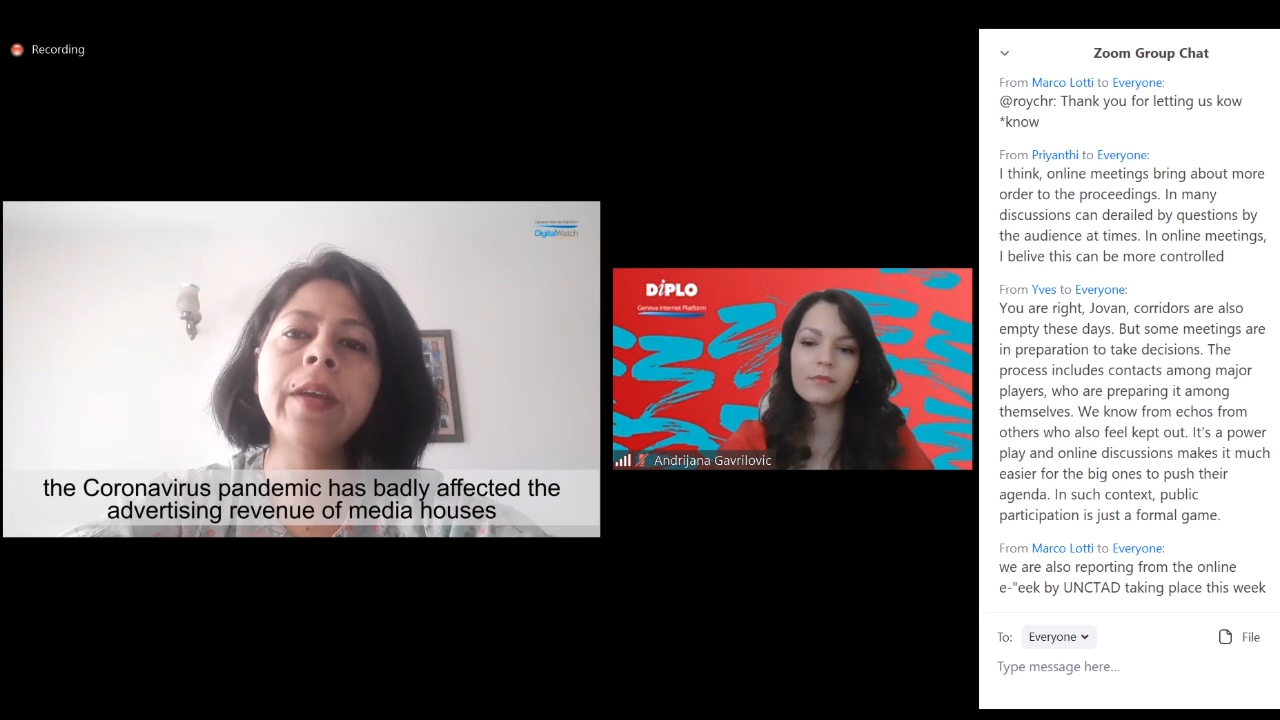 Recording
Geneva Internet Platform
DigitalWatch
the Coronavirus pandemic has badly affected the
advertising revenue of media houses
DiPLO
Geneva Internet Platform
Andrijana Gavrilovic
Zoom Group Chat
From Marco Lotti to Everyone:
@roychr: Thank you for letting us kow
*know
From Priyanthi to Everyone:
I think, online meetings bring about more
order to the proceedings. In many
discussions can derailed by questions by
the audience at times. In online meetings,
I belive this can be more controlled
From Yves to Everyone:
You are right, Jovan, corridors are also
empty these days. But some meetings are
in preparation to take decisions. The
process includes contacts among major
players, who are preparing it among
themselves. We know from echos from
others who also feel kept out. It's a power
play and online discussions makes it much
easier for the big ones to push their
agenda. In such context, public
participation is just a formal game.
From Marco Lotti to Everyone:
we are also reporting from the online
e-"eek by UNCTAD taking place this week
To: Everyone File
Type message here...